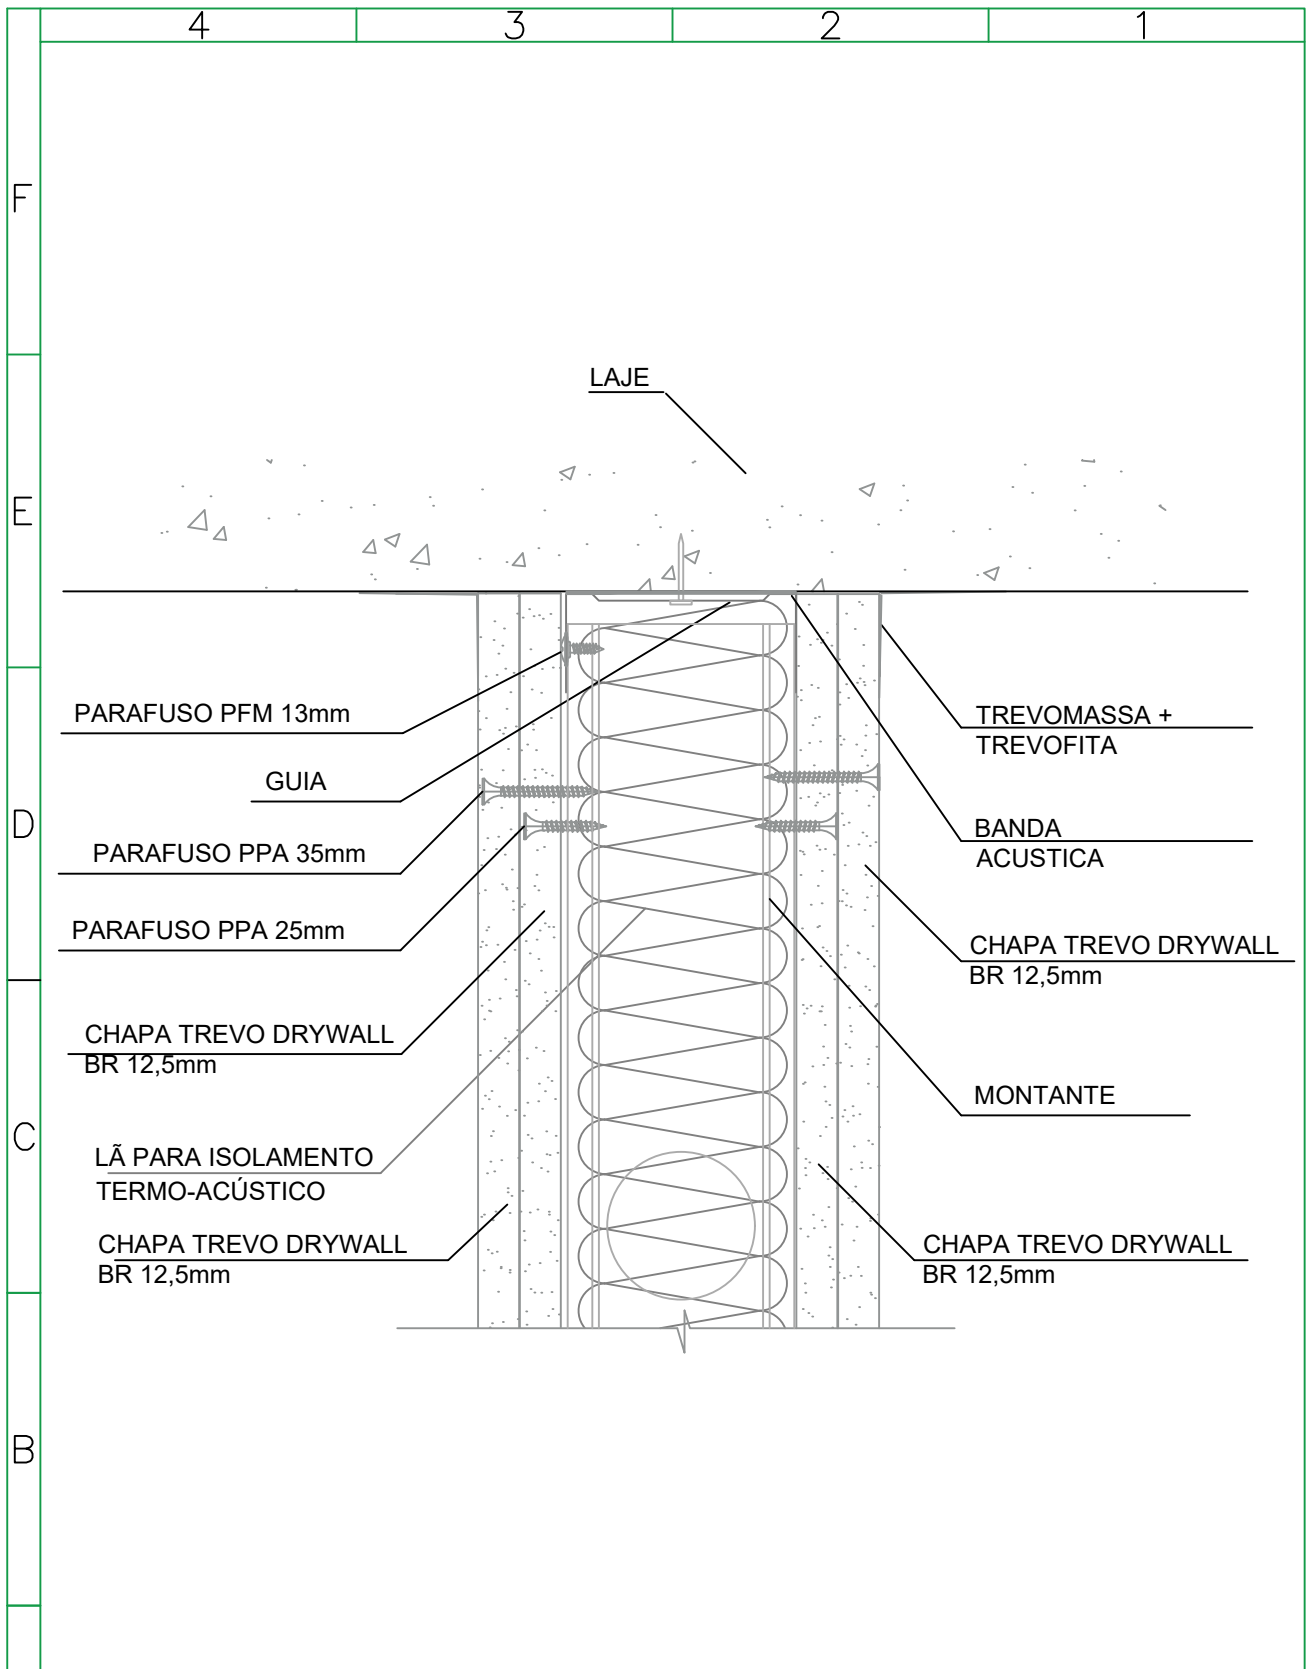 4 3 2 1
F
LAJE
E
PARAFUSO PFM 13mm
TREVOMASSA +
TREVOFITA
GUIA
D
BANDA
ACUSTICA
PARAFUSO PPA 35mm
PARAFUSO PPA 25mm
CHAPA TREVO DRYWALL
BR 12,5mm
CHAPA TREVO DRYWALL
BR 12,5mm
MONTANTE
C
LÃ PARA ISOLAMENTO
TERMO-ACÚSTICO
CHAPA TREVO DRYWALL
BR 12,5mm
CHAPA TREVO DRYWALL
BR 12,5mm
B